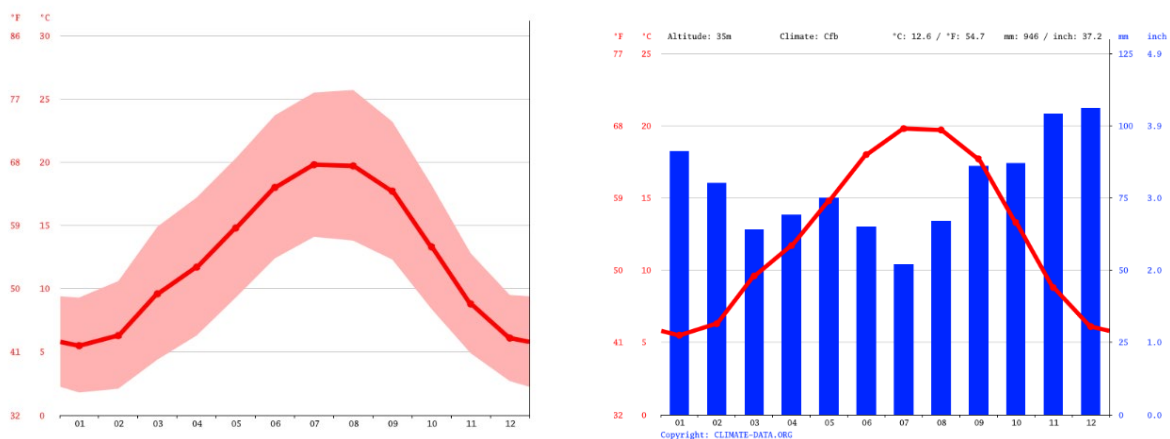 °F °C
86 30
77 25
68 20
59 15
50 10
41 5
32 0
01 02 03 04 05 06 07 08 09 10 11 12
Altitude: 35m Climate: Cfb °C: 12.6 / °F: 54.7 mm: 946 / inch: 37.2
°F °C mm inch
77 25 125 4.9
68 20 100 3.9
59 15 75 3.0
50 10 50 2.0
41 5 25 1.0
32 0 0 0.0
01 02 03 04 05 06 07 08 09 10 11 12
Copyright: CLIMATE-DATA.ORG